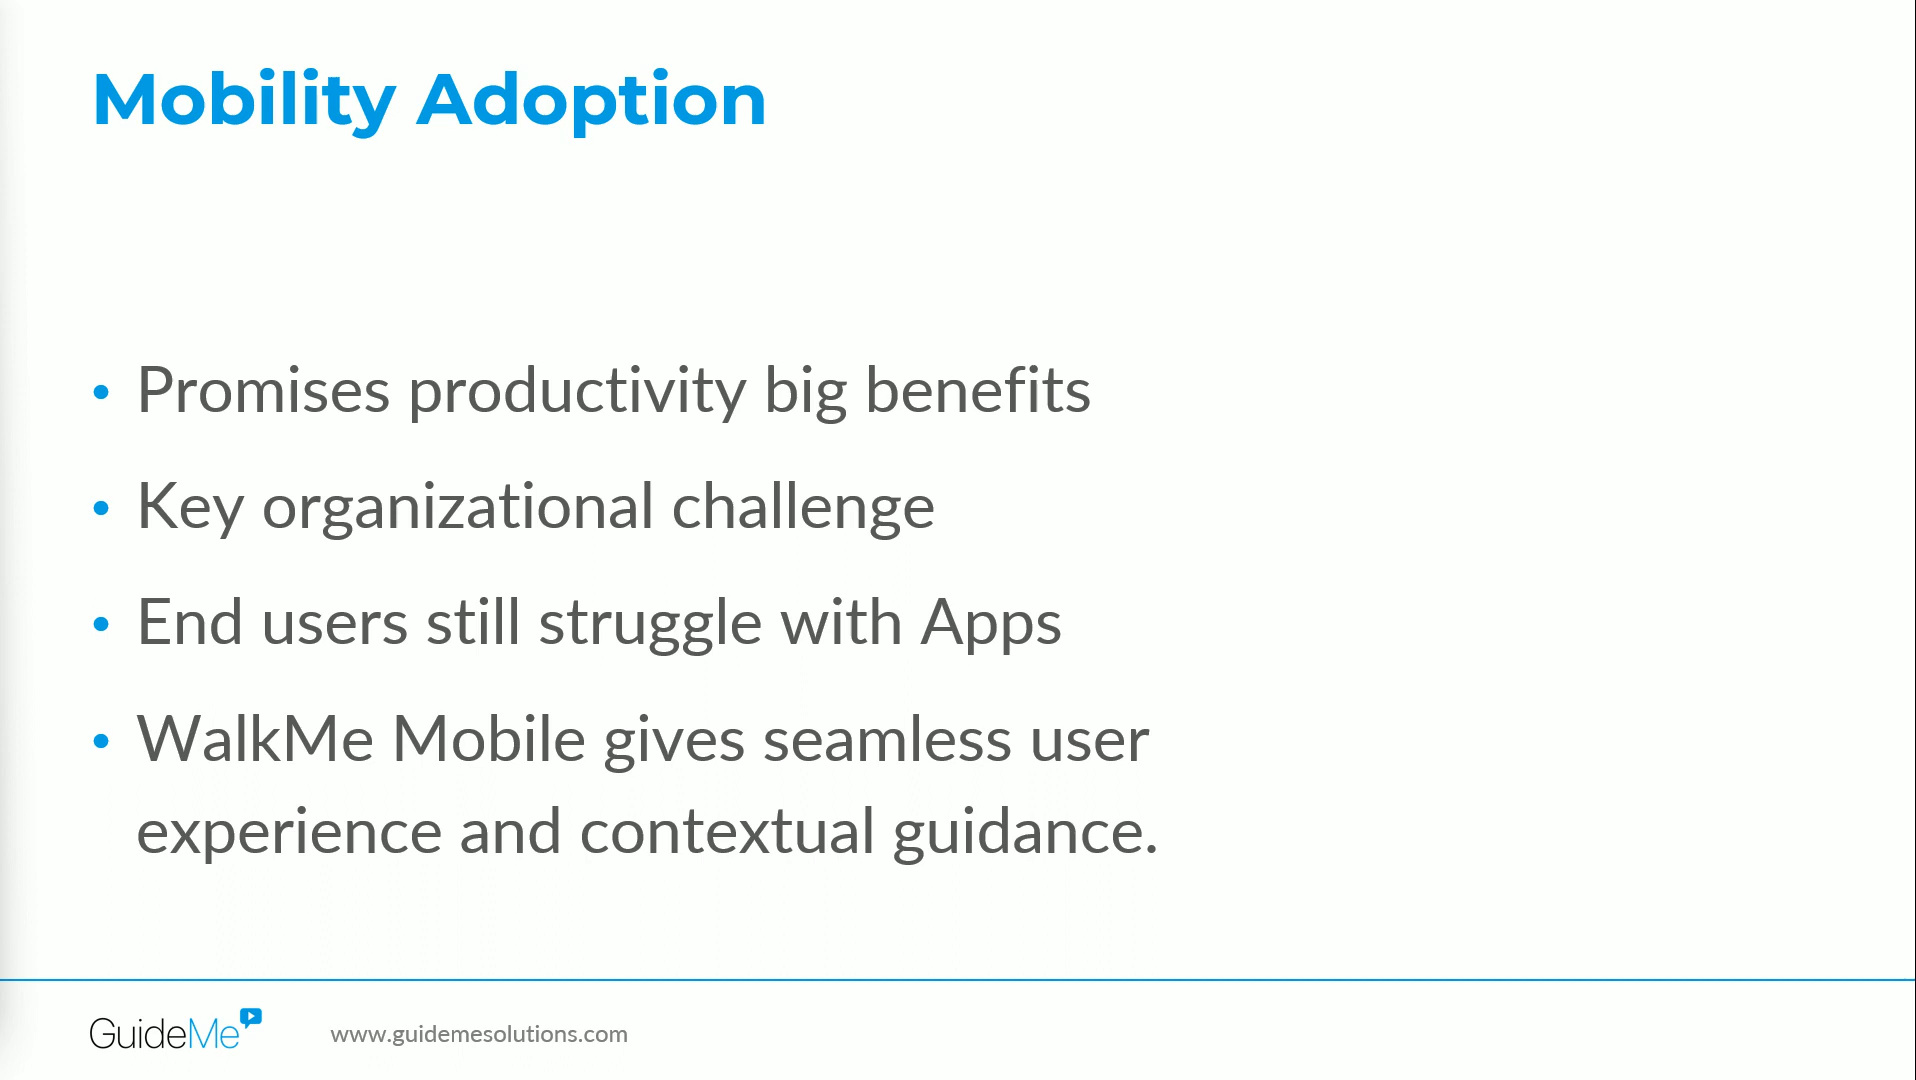 Mobility Adoption
• Promises productivity big benefits
• Key organizational challenge
• End users still struggle with Apps
• WalkMe Mobile gives seamless user
experience and contextual guidance.
GuideMe www.guidemesolutions.com